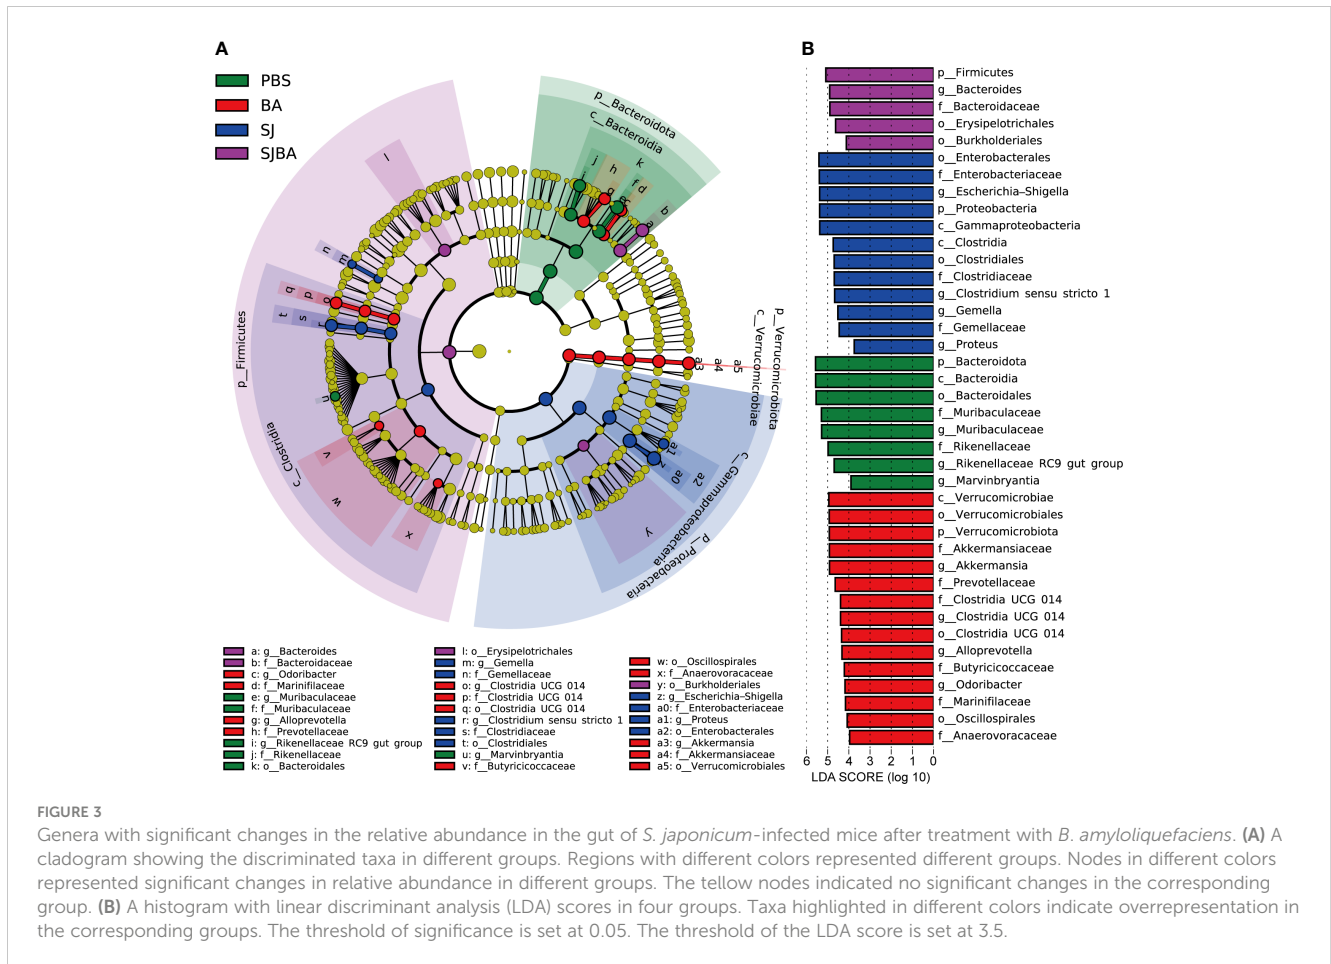 A
PBS
BA
SJ
SJBA
p__Bacteroidota
c__Bacteroidia
p__Firmicutes
c__Clostridia
p__Verrucomicrobiota
c__Verrucomicrobiae
c__Gammaproteobacteria
p__Proteobacteria
l
j
h
k
i
g
f
d
b
a
n
m
q
p
o
t
s
r
u
v
w
x
y
z
a0
a1
a2
a3
a4
a5
a: g__Bacteroides
b: f__Bacteroidaceae
c: g__Odoribacter
d: f__Marinifilaceae
e: g__Muribaculaceae
f: f__Muribaculaceae
g: g__Alloprevotella
h: f__Prevotellaceae
i: g__Rikenellaceae RC9 gut group
j: f__Rikenellaceae
k: o__Bacteroidales
l: o__Erysipelotrichales
m: g__Gemella
n: f__Gemellaceae
o: g__Clostridia UCG 014
p: f__Clostridia UCG 014
q: o__Clostridia UCG 014
r: g__Clostridium sensu stricto 1
s: f__Clostridiaceae
t: o__Clostridiales
u: g__Marvinbryantia
v: f__Butyricicoccaceae
w: o__Oscillospirales
x: f__Anaerovoracaceae
y: o__Burkholderiales
z: g__Escherichia–Shigella
a0: f__Enterobacteriaceae
a1: g__Proteus
a2: o__Enterobacterales
a3: g__Akkermansia
a4: f__Akkermansiaceae
a5: o__Verrucomicrobiales
B
p__Firmicutes
g__Bacteroides
f__Bacteroidaceae
o__Erysipelotrichales
o__Burkholderiales
o__Enterobacterales
f__Enterobacteriaceae
g__Escherichia–Shigella
p__Proteobacteria
c__Gammaproteobacteria
c__Clostridia
o__Clostridiales
f__Clostridiaceae
g__Clostridium sensu stricto 1
g__Gemella
f__Gemellaceae
g__Proteus
p__Bacteroidota
c__Bacteroidia
o__Bacteroidales
f__Muribaculaceae
g__Muribaculaceae
f__Rikenellaceae
g__Rikenellaceae RC9 gut group
g__Marvinbryantia
c__Verrucomicrobiae
o__Verrucomicrobiales
p__Verrucomicrobiota
f__Akkermansiaceae
g__Akkermansia
f__Prevotellaceae
f__Clostridia UCG 014
g__Clostridia UCG 014
o__Clostridia UCG 014
g__Alloprevotella
f__Butyricicoccaceae
g__Odoribacter
f__Marinifilaceae
o__Oscillospirales
f__Anaerovoracaceae
6 5 4 3 2 1 0
LDA SCORE (log 10)
FIGURE 3
Genera with significant changes in the relative abundance in the gut of S. japonicum-infected mice after treatment with B. amyloliquefaciens. (A) A
cladogram showing the discriminated taxa in different groups. Regions with different colors represented different groups. Nodes in different colors
represented significant changes in relative abundance in different groups. The tellow nodes indicated no significant changes in the corresponding
group. (B) A histogram with linear discriminant analysis (LDA) scores in four groups. Taxa highlighted in different colors indicate overrepresentation in
the corresponding groups. The threshold of significance is set at 0.05. The threshold of the LDA score is set at 3.5.